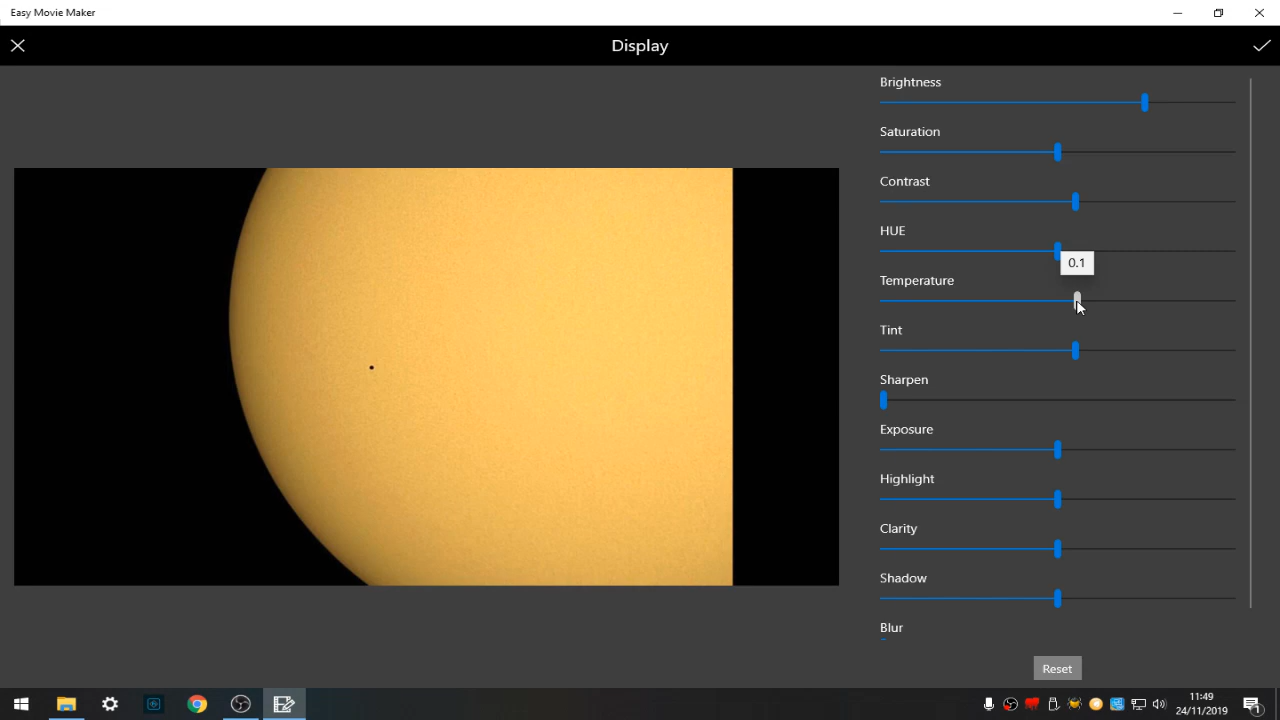 Easy Movie Maker
Display
Brightness
Saturation
Contrast
HUE
0.1
Temperature
Tint
Sharpen
Exposure
Highlight
Clarity
Shadow
Blur
Reset
11:49
24/11/2019
1